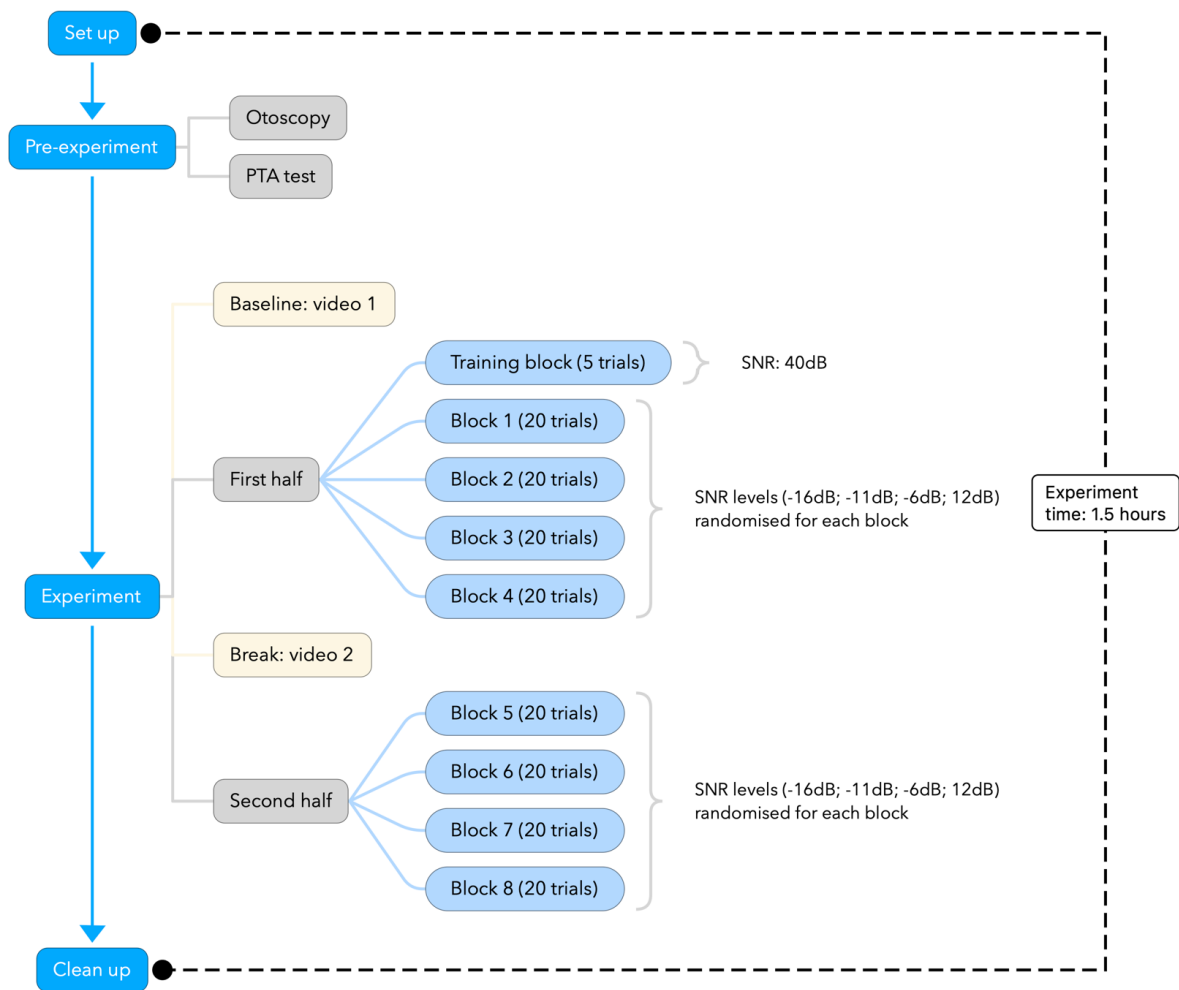 Set up
Pre-experiment
Otoscopy
PTA test
Baseline: video 1
Training block (5 trials)
SNR: 40dB
Block 1 (20 trials)
First half
Block 2 (20 trials)
SNR levels (-16dB; -11dB; -6dB; 12dB)
randomised for each block
Block 3 (20 trials)
Block 4 (20 trials)
Experiment
time: 1.5 hours
Experiment
Break: video 2
Block 5 (20 trials)
Block 6 (20 trials)
Second half
SNR levels (-16dB; -11dB; -6dB; 12dB)
randomised for each block
Block 7 (20 trials)
Block 8 (20 trials)
Clean up